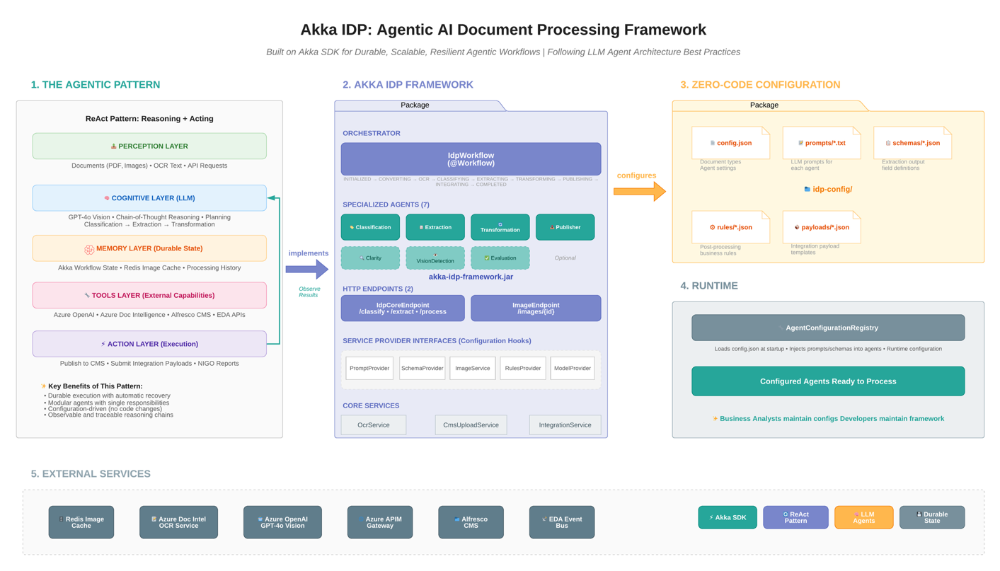 Akka IDP: Agentic AI Document Processing Framework
Built on Akka SDK for Durable, Scalable, Resilient Agentic Workflows | Following LLM Agent Architecture Best Practices
1. THE AGENTIC PATTERN
ReAct Pattern: Reasoning + Acting
PERCEPTION LAYER
Documents (PDF, Images) • OCR Text • API Requests
COGNITIVE LAYER (LLM)
GPT-4o Vision • Chain-of-Thought Reasoning • Planning
Classification → Extraction → Transformation
MEMORY LAYER (Durable State)
Akka Workflow State • Redis Image Cache • Processing History
TOOLS LAYER (External Capabilities)
Azure OpenAI • Azure Doc Intelligence • Alfresco CMS • EDA APIs
⚡ ACTION LAYER (Execution)
Publish to CMS • Submit Integration Payloads • NIGO Reports
✨ Key Benefits of This Pattern:
• Durable execution with automatic recovery
• Modular agents with single responsibilities
• Configuration-driven (no code changes)
• Observable and traceable reasoning chains
implements
Observe
Results
2. AKKA IDP FRAMEWORK
Package
ORCHESTRATOR
IdpWorkflow
(@Workflow)
INITIALIZED → CONVERTING → OCR → CLASSIFYING → EXTRACTING → TRANSFORMING → PUBLISHING →
INTEGRATING → COMPLETED
SPECIALIZED AGENTS (7)
Classification
Extraction
Transformation
Publisher
Clarity
VisionDetection
✅ Evaluation
Optional
akka-idp-framework.jar
HTTP ENDPOINTS (2)
IdpCoreEndpoint
/classify • /extract • /process
ImageEndpoint
/images/{id}
SERVICE PROVIDER INTERFACES (Configuration Hooks)
PromptProvider
SchemaProvider
ImageService
RulesProvider
ModelProvider
CORE SERVICES
OcrService
CmsUploadService
IntegrationService
configures
3. ZERO-CODE CONFIGURATION
Package
config.json
Document types
Agent settings
prompts/*.txt
LLM prompts for
each agent
schemas/*.json
Extraction output
field definitions
idp-config/
⚙ rules/*.json
Post-processing
business rules
payloads/*.json
Integration payload
templates
4. RUNTIME
AgentConfigurationRegistry
Loads config.json at startup • Injects prompts/schemas into agents • Runtime configuration
Configured Agents Ready to Process
✨ Business Analysts maintain configs Developers maintain framework
5. EXTERNAL SERVICES
Redis Image
Cache
Azure Doc Intel
OCR Service
Azure OpenAI
GPT-4o Vision
Azure APIM
Gateway
Alfresco
CMS
EDA Event
Bus
⚡ Akka SDK
ReAct
Pattern
LLM
Agents
Durable
State